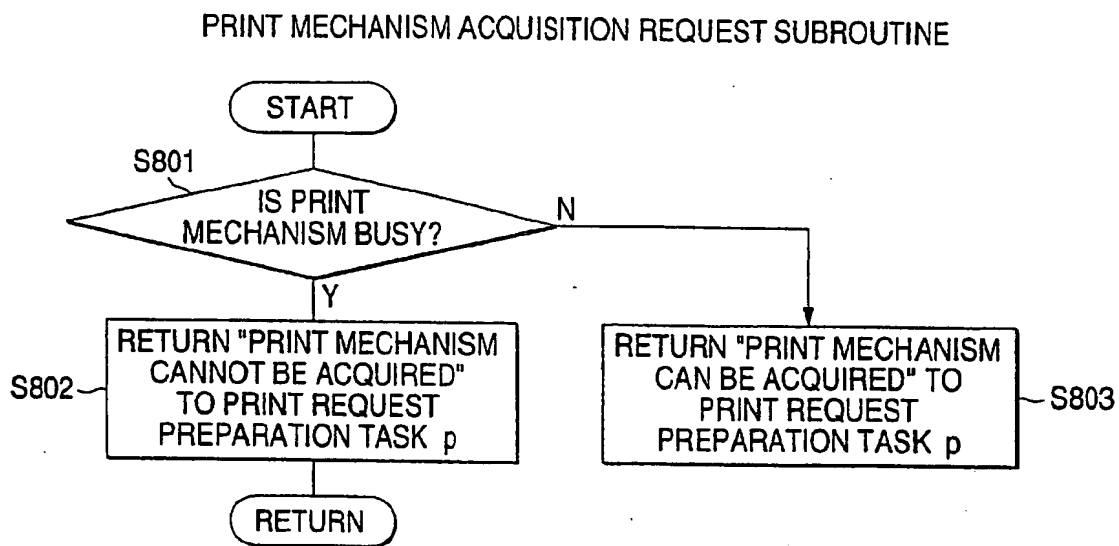 PRINT MECHANISM ACQUISITION REQUEST SUBROUTINE
START
S801
IS PRINT
MECHANISM BUSY?
N
Y
RETURN "PRINT MECHANISM
CANNOT BE ACQUIRED"
TO PRINT REQUEST
PREPARATION TASK p
S802
RETURN "PRINT MECHANISM
CAN BE ACQUIRED" TO
PRINT REQUEST
PREPARATION TASK p
S803
RETURN